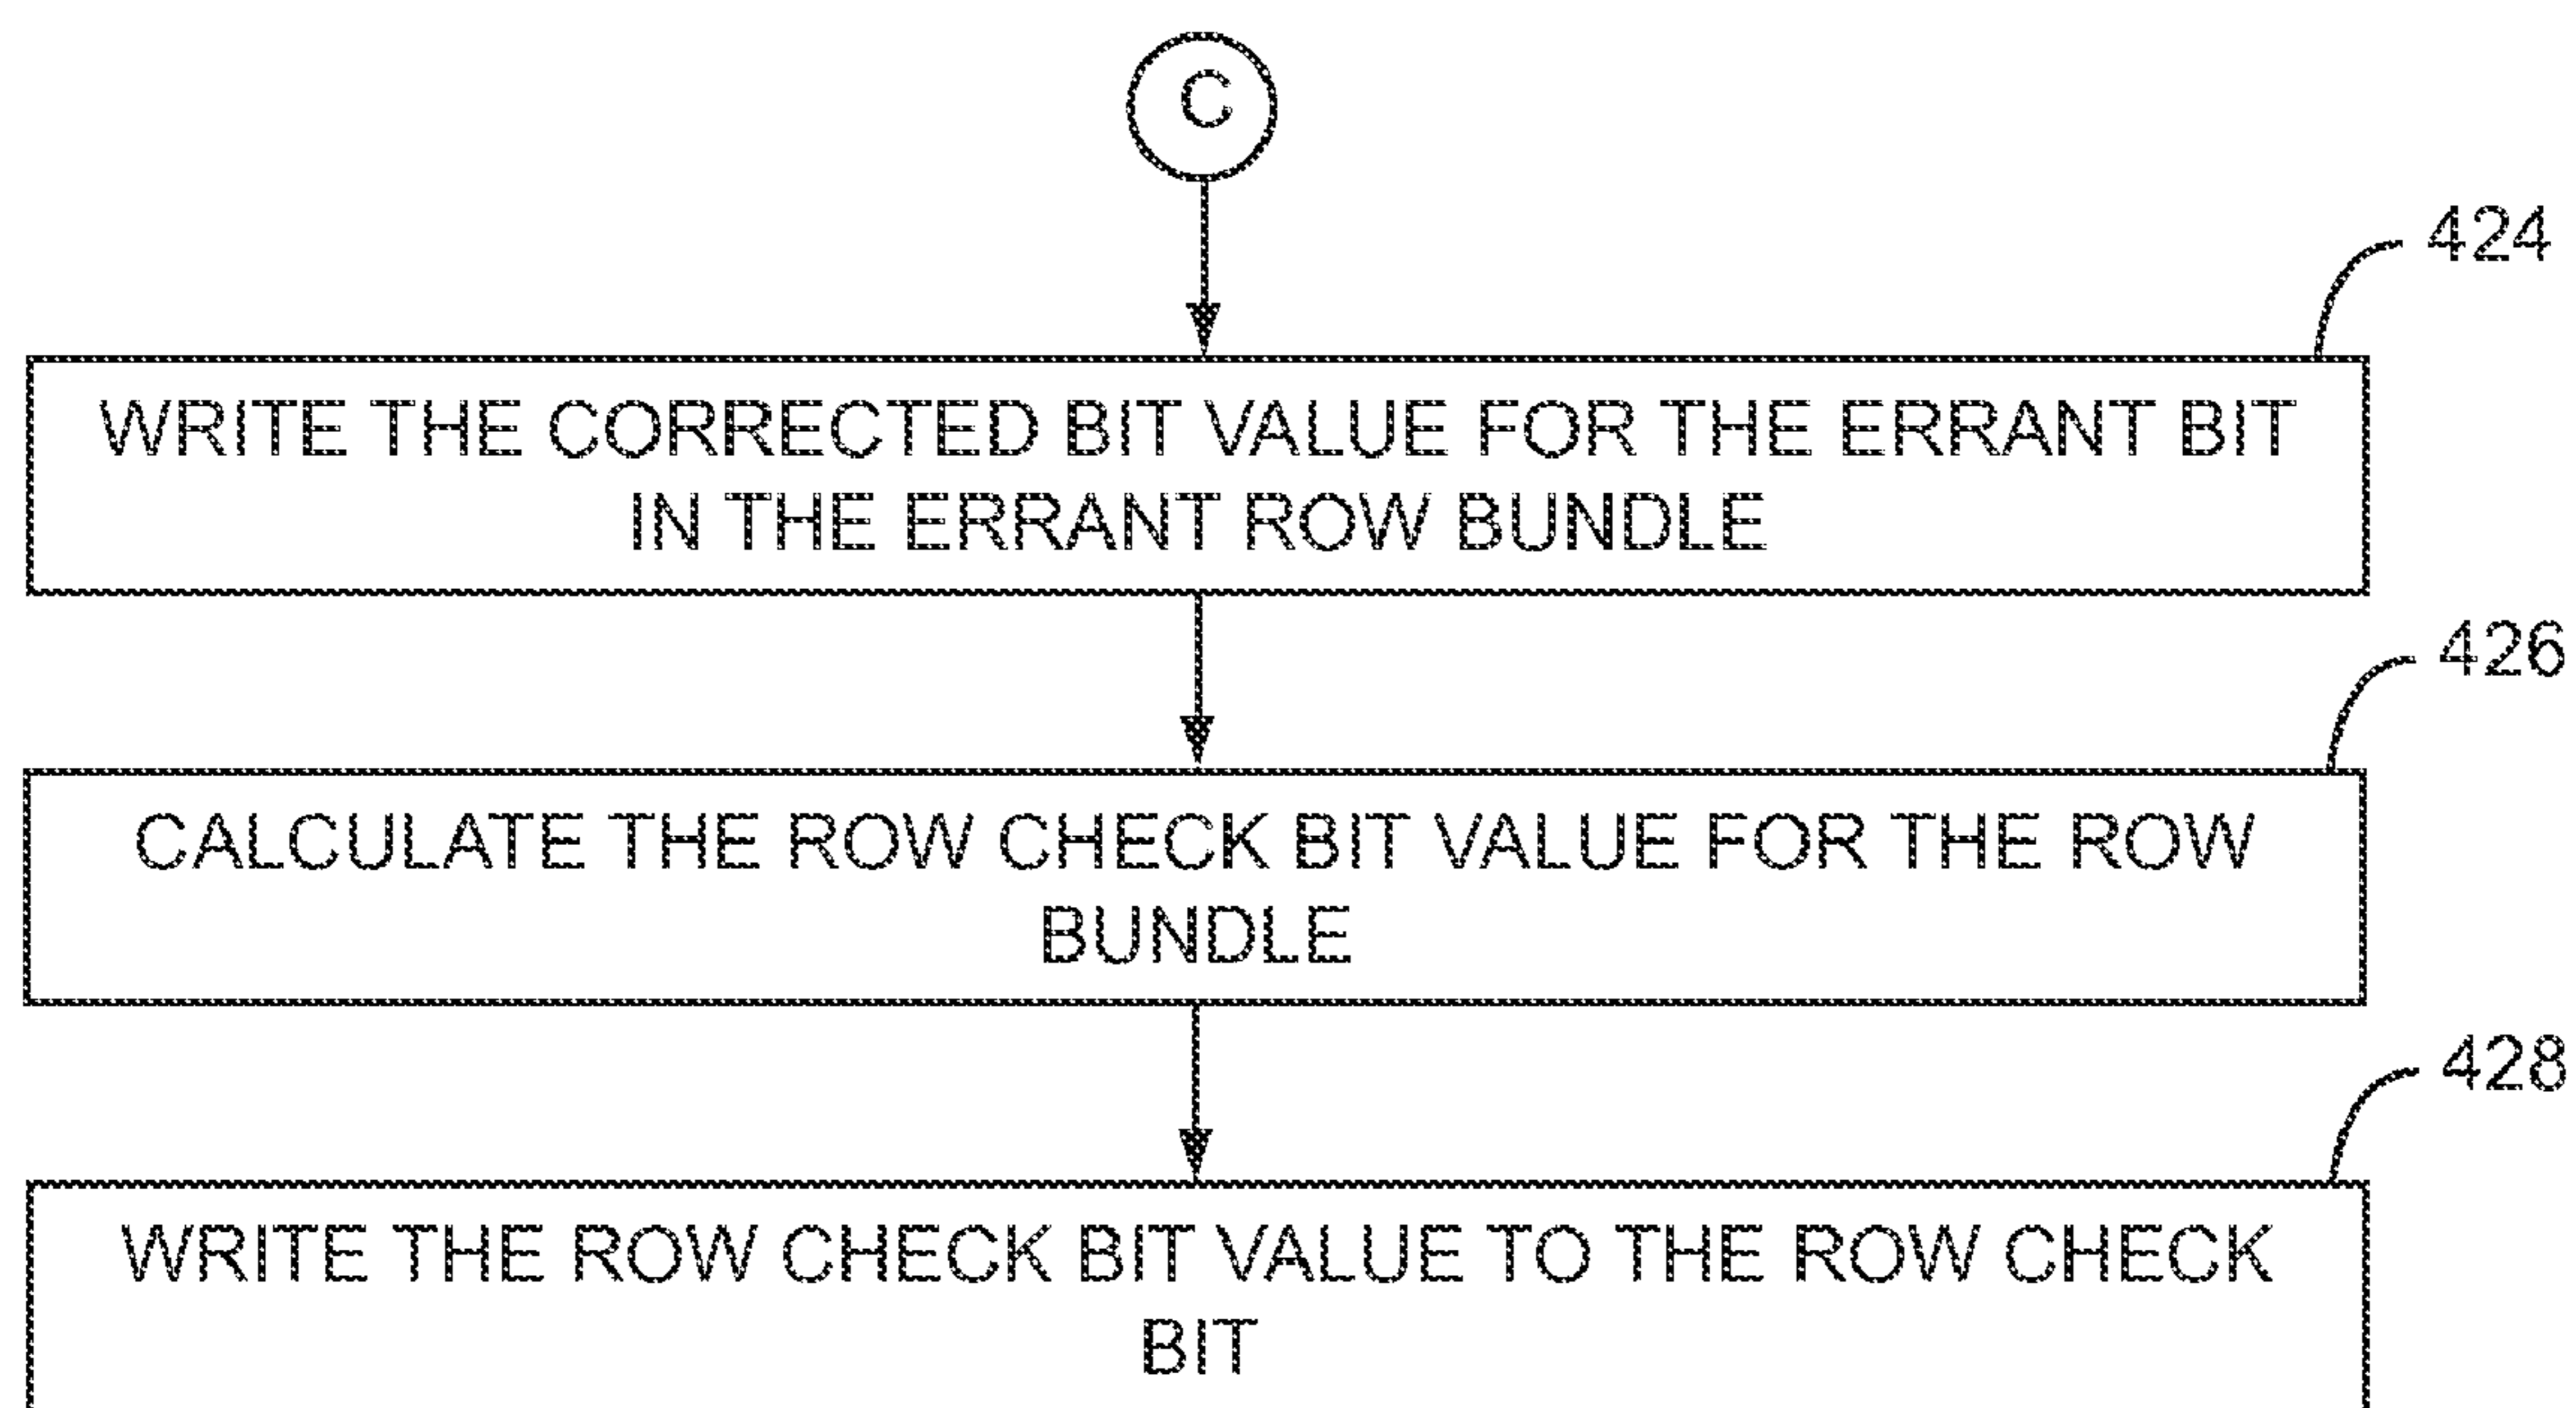 C
424
WRITE THE CORRECTED BIT VALUE FOR THE ERRANT BIT
IN THE ERRANT ROW BUNDLE
426
CALCULATE THE ROW CHECK BIT VALUE FOR THE ROW
BUNDLE
428
WRITE THE ROW CHECK BIT VALUE TO THE ROW CHECK
BIT